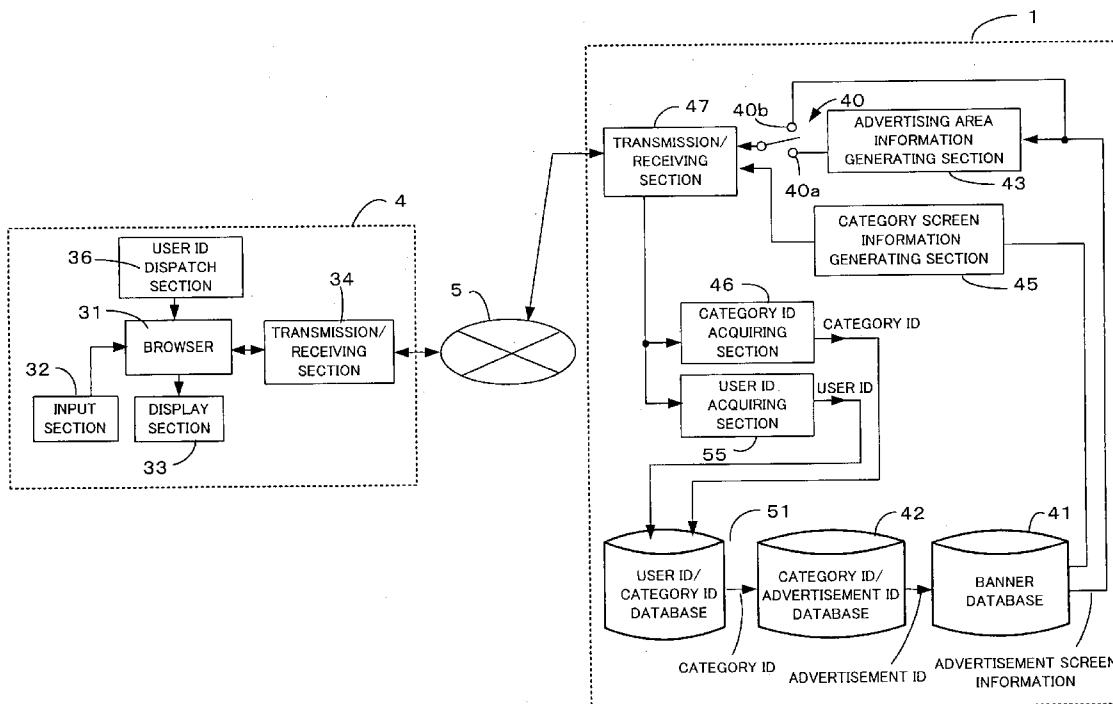 1
47
40b
40
TRANSMISSION/
RECEIVING
SECTION
ADVERTISING AREA
INFORMATION
GENERATING SECTION
40a
43
4
CATEGORY SCREEN
INFORMATION
GENERATING SECTION
45
36
USER ID
DISPATCH
SECTION
31
BROWSER
34
TRANSMISSION/
RECEIVING
SECTION
5
32
INPUT
SECTION
DISPLAY
SECTION
33
46
CATEGORY ID
ACQUIRING
SECTION
CATEGORY ID
USER ID
ACQUIRING
SECTION
USER ID
55
51
42
41
USER ID/
CATEGORY ID
DATABASE
CATEGORY ID/
ADVERTISEMENT ID
DATABASE
BANNER
DATABASE
CATEGORY ID
ADVERTISEMENT ID
ADVERTISEMENT SCREEN
INFORMATION